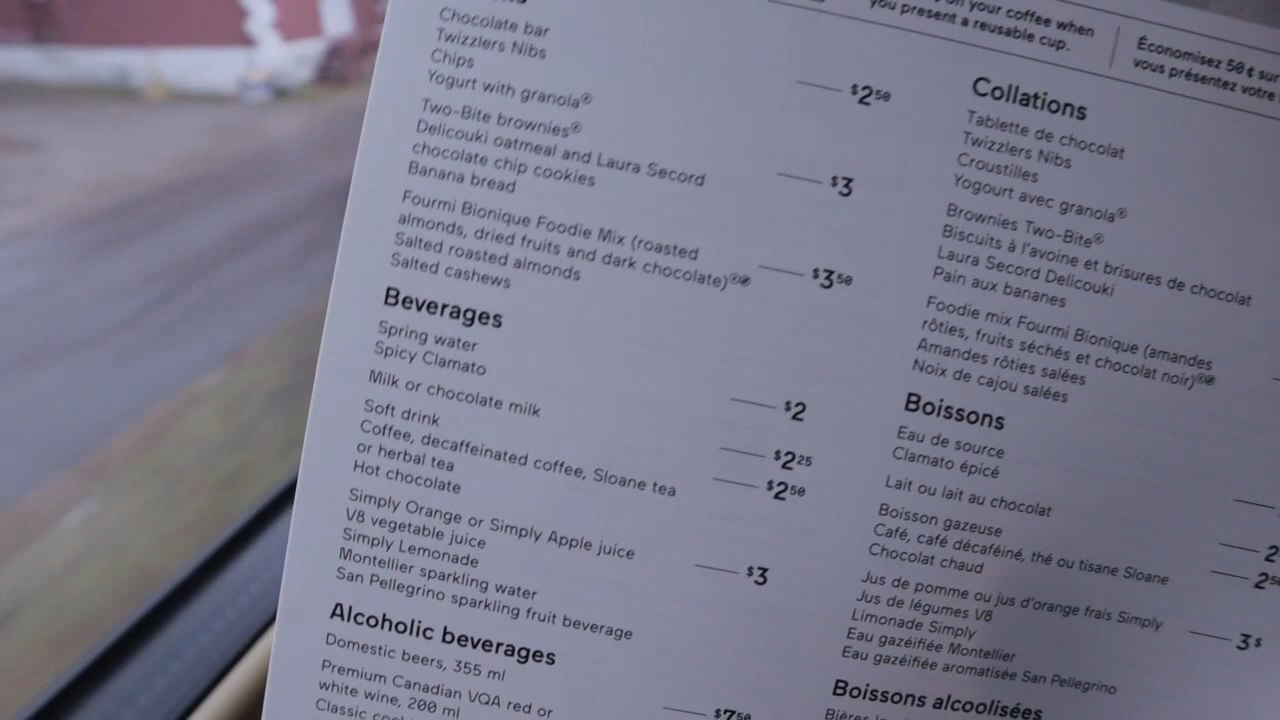 your coffee when
you present a reusable cup.
Économisez 50¢ sur
vous présentez votre
Chocolate bar
Twizzlers Nibs
Chips
Yogurt with granola®
$2 50
Two-Bite brownies®
Delicouki oatmeal and Laura Secord
chocolate chip cookies
Banana bread
$3
Fourmi Bionique Foodie Mix (roasted
almonds, dried fruits and dark chocolate)
Salted roasted almonds
Salted cashews
$3 50
Beverages
Spring water
Spicy Clamato
$2
Milk or chocolate milk
$2 25
Soft drink
Coffee, decaffeinated coffee, Sloane tea
or herbal tea
Hot chocolate
$2 50
Simply Orange or Simply Apple juice
V8 vegetable juice
Simply Lemonade
Montellier sparkling water
San Pellegrino sparkling fruit beverage
$3
Alcoholic beverages
Domestic beers, 355 ml
Premium Canadian VQA red or
white wine, 200 ml
Classic
$7 50
Collations
Tablette de chocolat
Twizzlers Nibs
Croustilles
Yogourt avec granola®
Brownies Two-Bite®
Biscuits à l'avoine et brisures de chocolat
Laura Secord Delicouki
Pain aux bananes
Foodie mix Fourmi Bionique (amandes
rôties, fruits séchés et chocolat noir)
Amandes rôties salées
Noix de cajou salées
Boissons
Eau de source
Clamato épicé
Lait ou lait au chocolat
2
Boisson gazeuse
Café, café décaféiné, thé ou tisane Sloane
Chocolat chaud
2 50
Jus de pomme ou jus d'orange frais Simply
Jus de légumes V8
Limonade Simply
Eau gazéifiée Montellier
Eau gazéifiée aromatisée San Pellegrino
3 $
Boissons alcoolisées